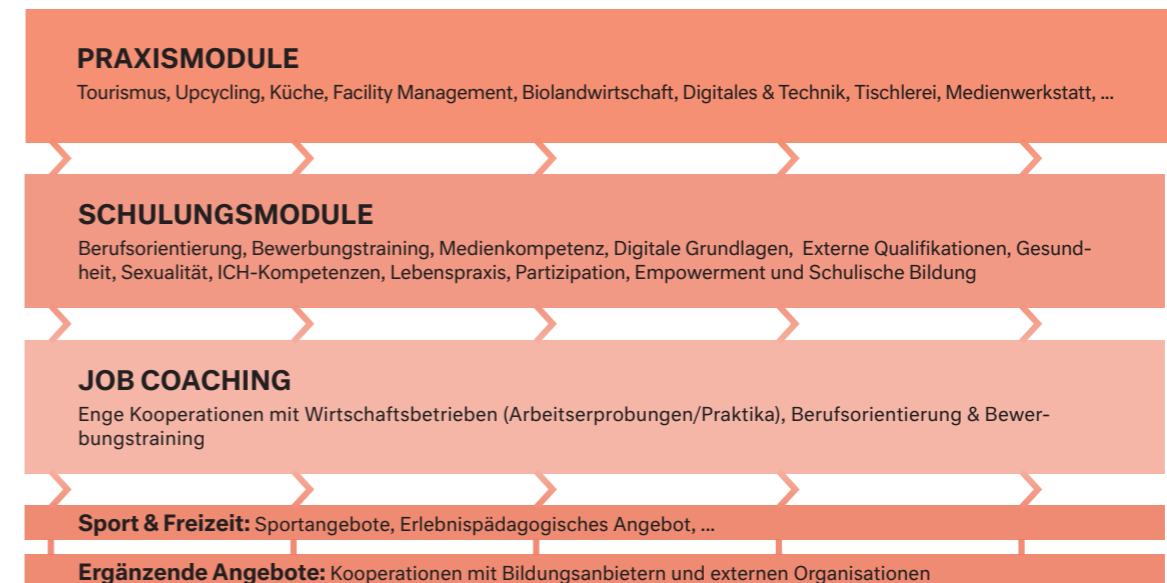 PRAXISMODULE
Tourismus, Upcycling, Küche, Facility Management, Biolandwirtschaft, Digitales & Technik, Tischlerei, Medienwerkstatt, ...
SCHULUNGSMODULE
Berufsorientierung, Bewerbungstraining, Medienkompetenz, Digitale Grundlagen, Externe Qualifikationen, Gesund-
heit, Sexualität, ICH-Kompetenzen, Lebenspraxis, Partizipation, Empowerment und Schulische Bildung
JOB COACHING
Enge Kooperationen mit Wirtschaftsbetrieben (Arbeitserprobungen/Praktika), Berufsorientierung & Bewer-
bungstraining
Sport & Freizeit: Sportangebote, Erlebnispädagogisches Angebot, ...
Ergänzende Angebote: Kooperationen mit Bildungsanbietern und externen Organisationen